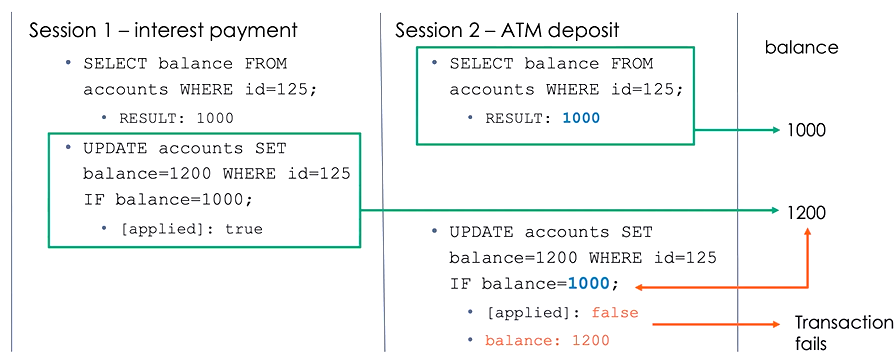 Session 1 – interest payment
• SELECT balance FROM
accounts WHERE id=125;
• RESULT: 1000
• UPDATE accounts SET
balance=1200 WHERE id=125
IF balance=1000;
• [applied]: true
Session 2 – ATM deposit
• SELECT balance FROM
accounts WHERE id=125;
• RESULT: 1000
• UPDATE accounts SET
balance=1200 WHERE id=125
IF balance=1000;
• [applied]: false
• balance: 1200
balance
1000
1200
Transaction
fails